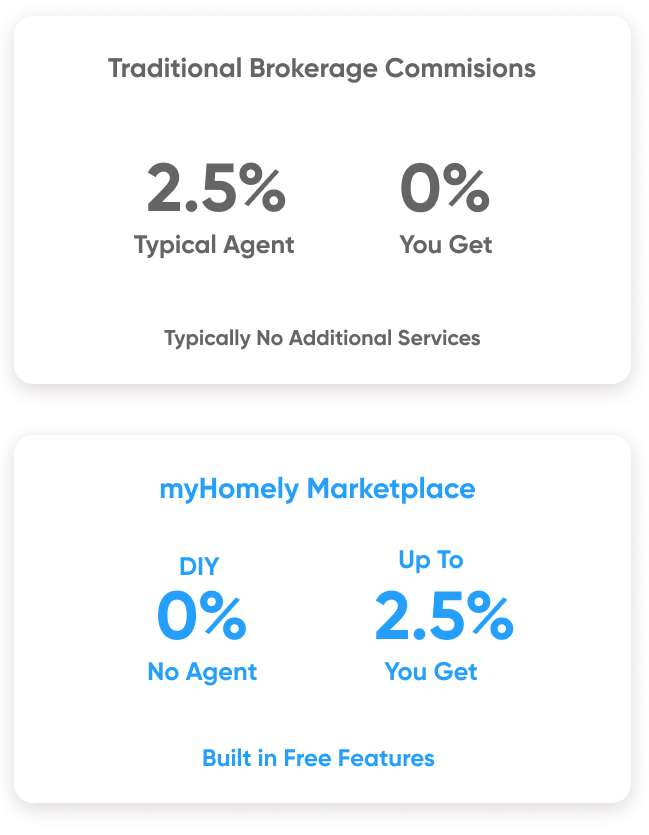 Traditional Brokerage Commisions
2.5% 0%
Typical Agent You Get
Typically No Additional Services
myHomely Marketplace
DIY Up To
0% 2.5%
No Agent You Get
Built in Free Features